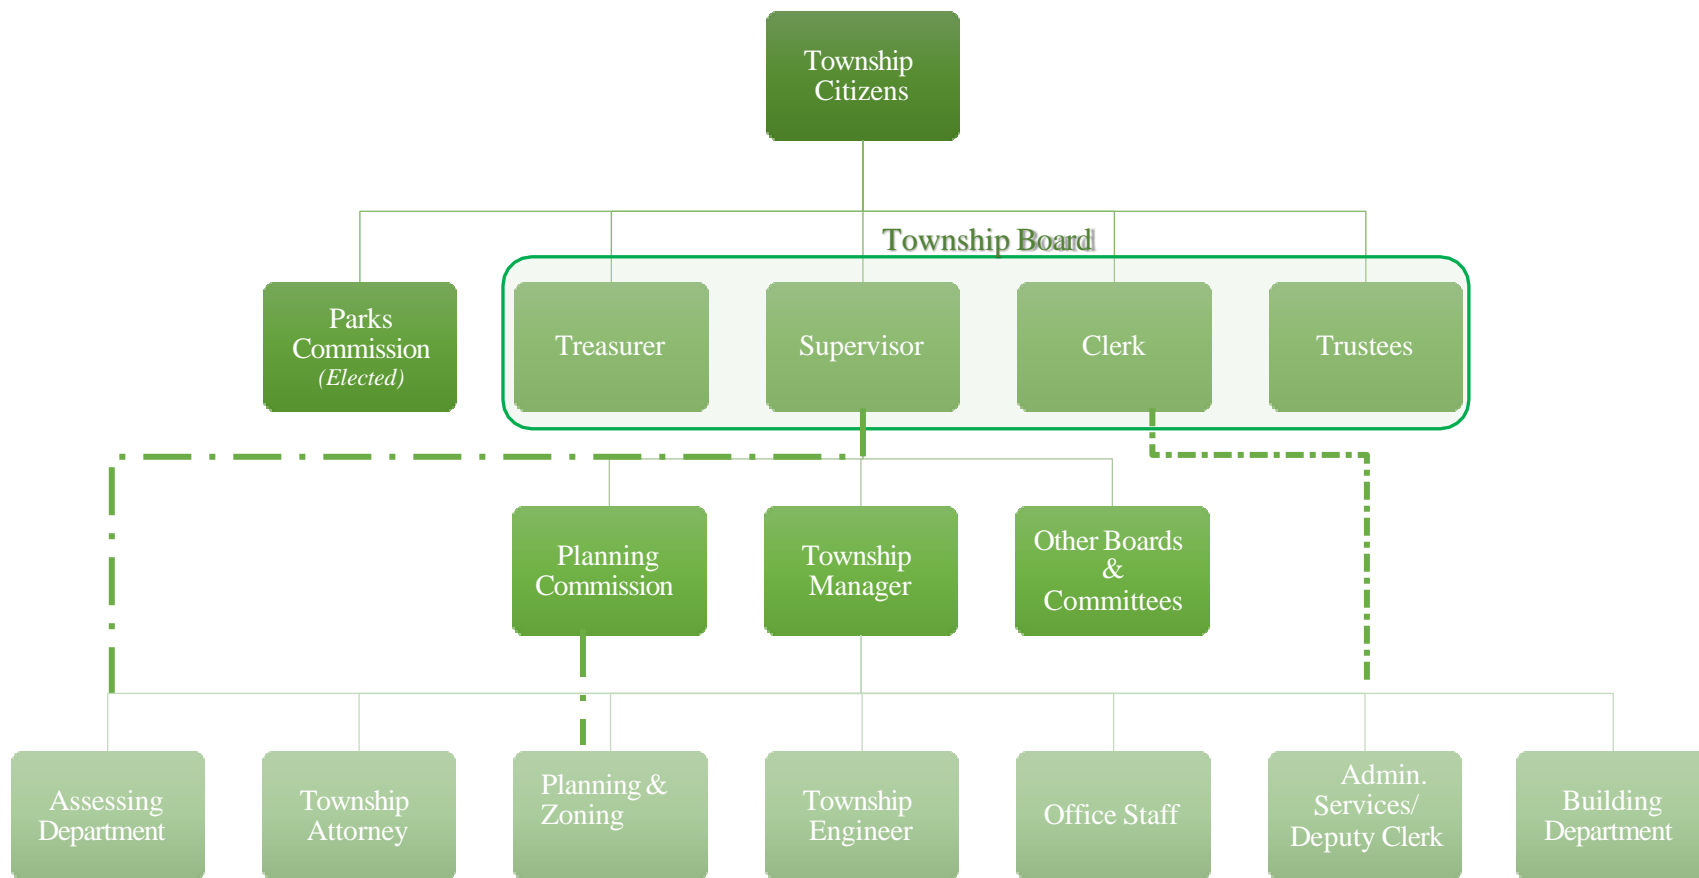 Township
Citizens
Township Board
Parks
Commission
(Elected)
Treasurer
Supervisor
Clerk
Trustees
Planning
Commission
Township
Manager
Other Boards
&
Committees
Assessing
Department
Township
Attorney
Planning &
Zoning
Township
Engineer
Office Staff
Admin.
Services/
Deputy Clerk
Building
Department